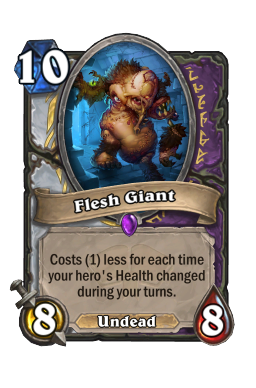 10
Flesh Giant
Costs (1) less for each time
your hero's Health changed
during your turns.
8
Undead
8